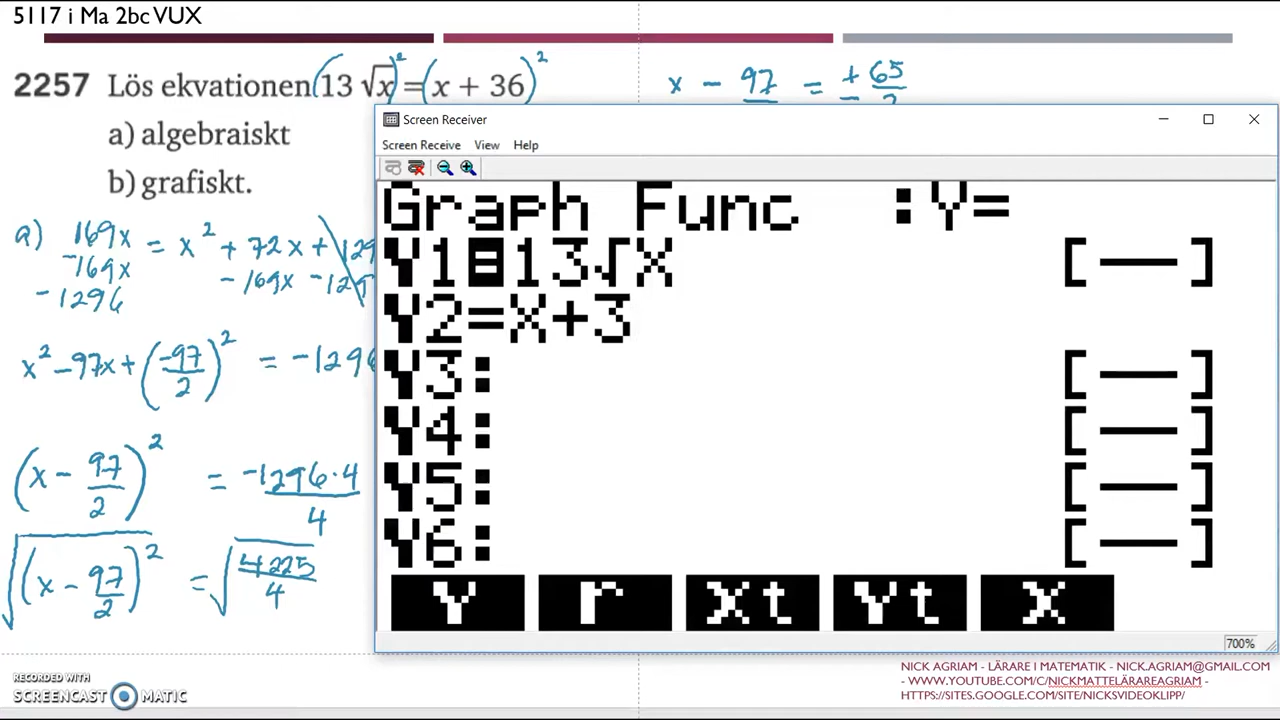 5117 i Ma 2bc VUX
2257 Lös ekvationen (13 √x)² = (x + 36)²
a) algebraiskt
b) grafiskt.
x - 97 = ± 65
2
a) 169x = x² + 72x + 129
-169x - 169x - 129
-1296
x² - 97x + (-97/2)² = -1296
(x - 97/2)² = -1296·4/4
√(x - 97/2)² = √4225/4
Screen Receiver
Screen Receive View Help
Graph Func :Y=
Y1=13√X [—]
Y2=X+3
Y3: [—]
Y4: [—]
Y5: [—]
Y6: [—]
Y r Xt Yt X
700%
RECORDED WITH
SCREENCAST MATIC
NICK AGRIAM - LÄRARE I MATEMATIK - NICK.AGRIAM@GMAIL.COM
- WWW.YOUTUBE.COM/C/NICKMATTELÄRAREAGRIAM -
HTTPS://SITES.GOOGLE.COM/SITE/NICKSVIDEOKLIPP/